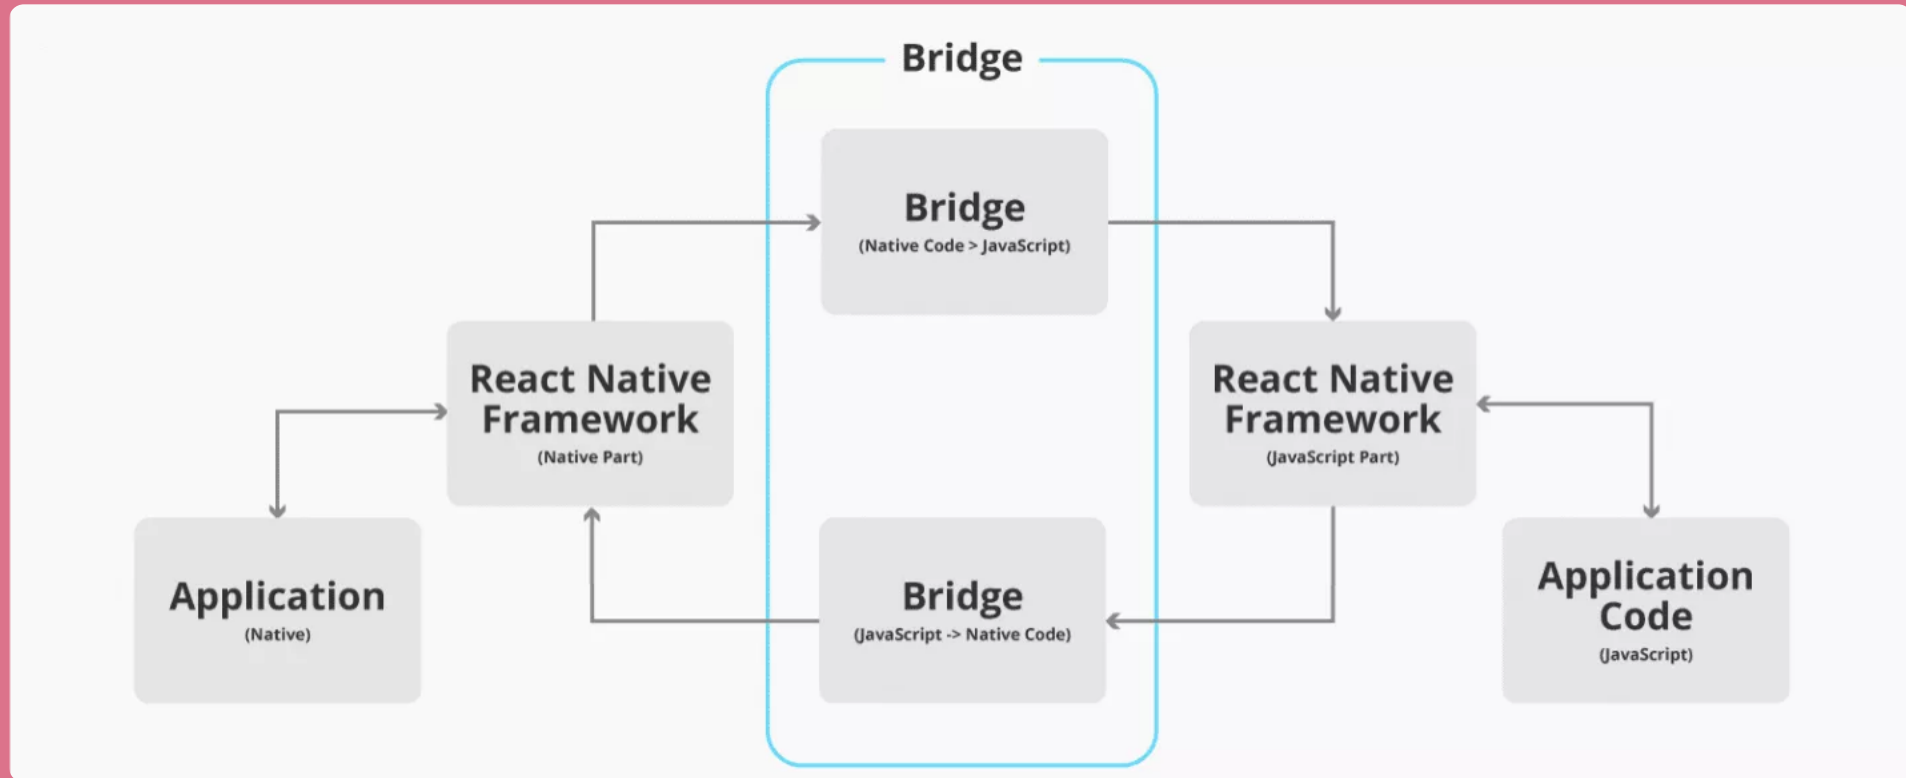 Bridge
Bridge
(Native Code > JavaScript)
React Native
Framework
(Native Part)
React Native
Framework
(JavaScript Part)
Application
(Native)
Bridge
(JavaScript -> Native Code)
Application
Code
(JavaScript)